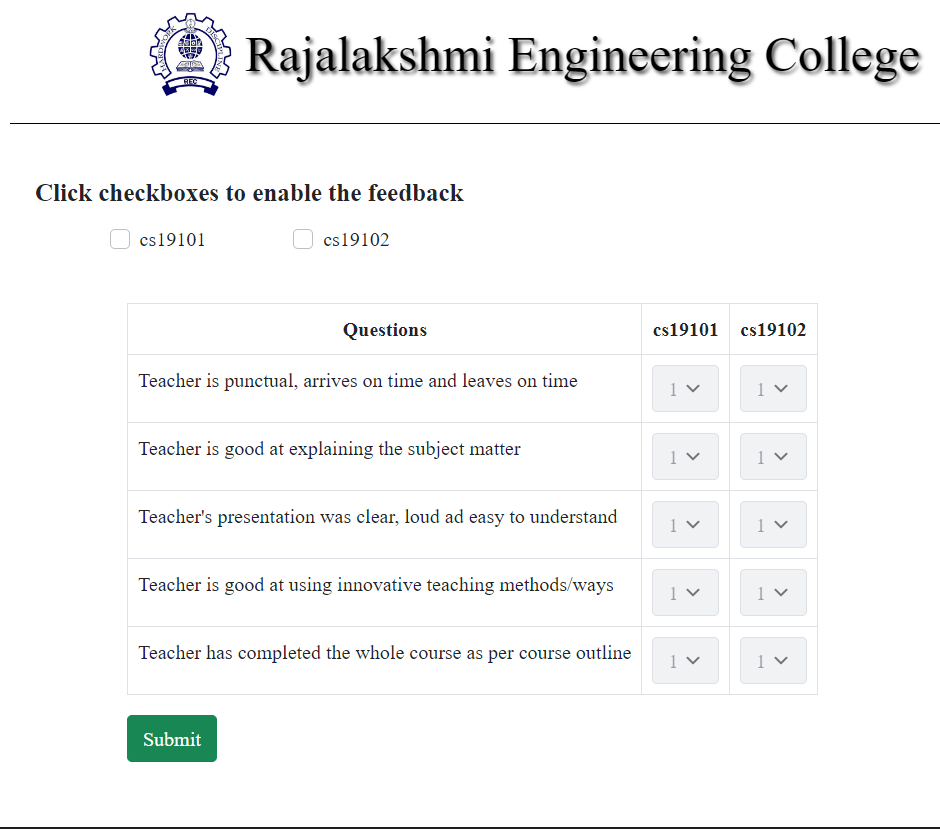 HARDWORK DISCIPLINE
REC
Rajalakshmi Engineering College
Click checkboxes to enable the feedback
cs19101 cs19102
Questions cs19101 cs19102
Teacher is punctual, arrives on time and leaves on time 1 1
Teacher is good at explaining the subject matter 1 1
Teacher's presentation was clear, loud ad easy to understand 1 1
Teacher is good at using innovative teaching methods/ways 1 1
Teacher has completed the whole course as per course outline 1 1
Submit